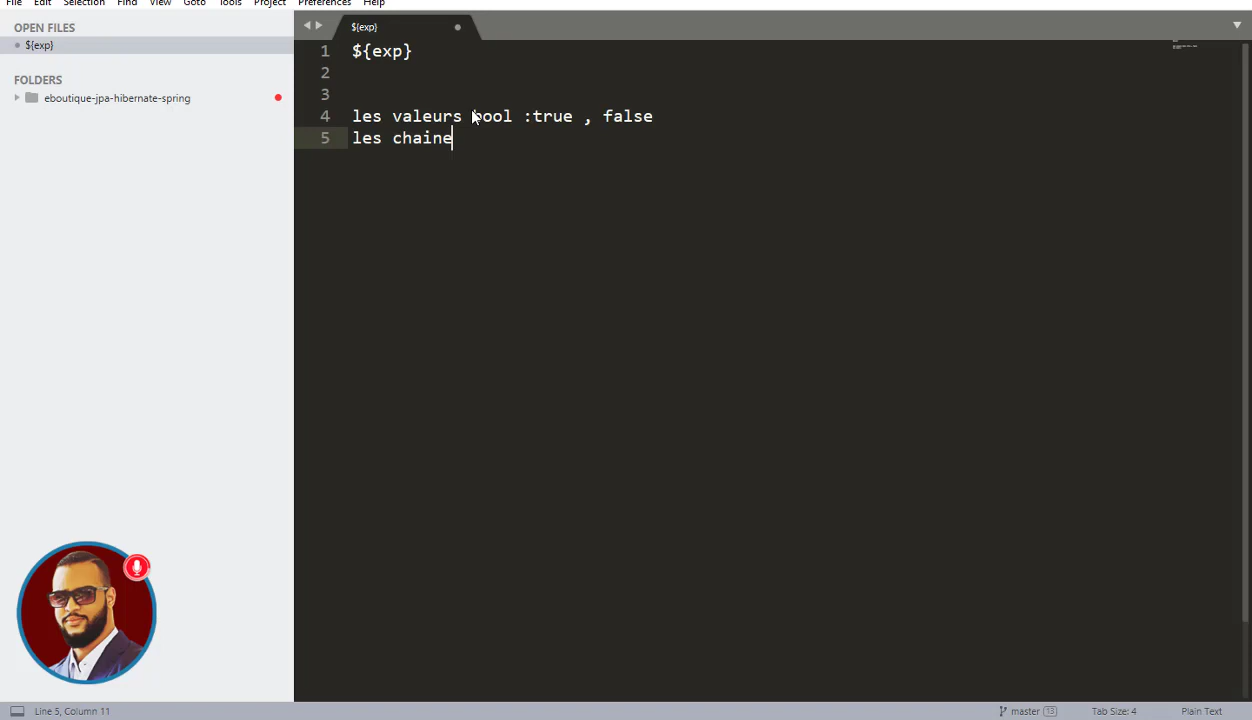 File Edit Selection Find View Goto Tools Project Preferences Help
OPEN FILES
${exp}
FOLDERS
eboutique-jpa-hibernate-spring
${exp}
1 ${exp}
2
3
4 les valeurs bool :true , false
5 les chaine
Line 5, Column 11
master 13
Tab Size: 4
Plain Text